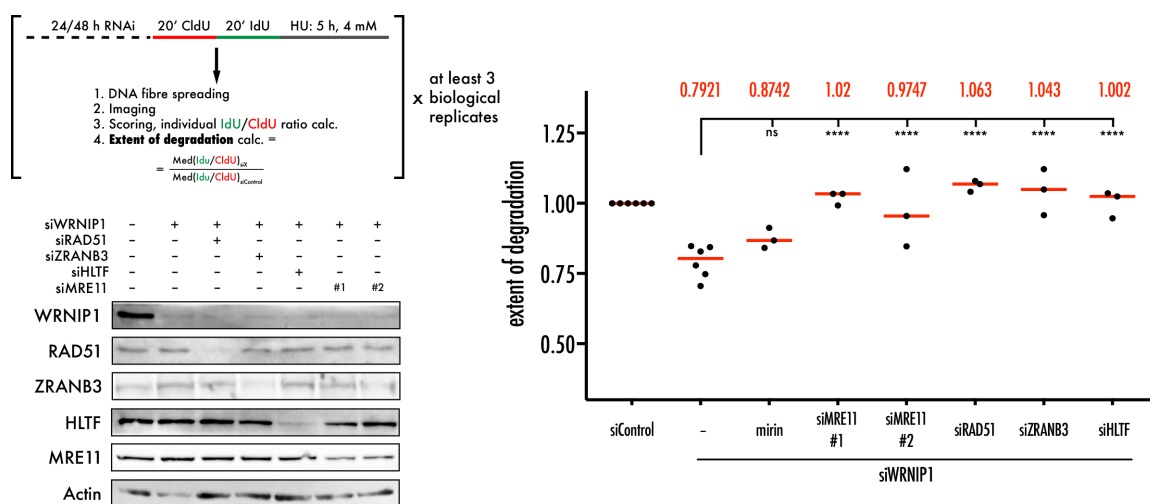 24/48 h RNAi 20’ CldU 20’ IdU HU: 5 h, 4 mM
1. DNA fibre spreading
2. Imaging
3. Scoring, individual IdU/CldU ratio calc.
4. Extent of degradation calc. =
= Med(Idu/CldU)siX
Med(Idu/CldU)siControl
x
at least 3
biological
replicates
siWRNIP1 – + + + + + +
siRAD51 – – + – – – –
siZRANB3 – – – + – – –
siHLTF – – – – + – –
siMRE11 – – – – – #1 #2
WRNIP1
RAD51
ZRANB3
HLTF
MRE11
Actin
0.7921 0.8742 1.02 0.9747 1.063 1.043 1.002
ns **** **** **** **** ****
extent of degradation
1.25
1.00
0.75
0.50
siControl – mirin siMRE11 #1 siMRE11 #2 siRAD51 siZRANB3 siHLTF
siWRNIP1